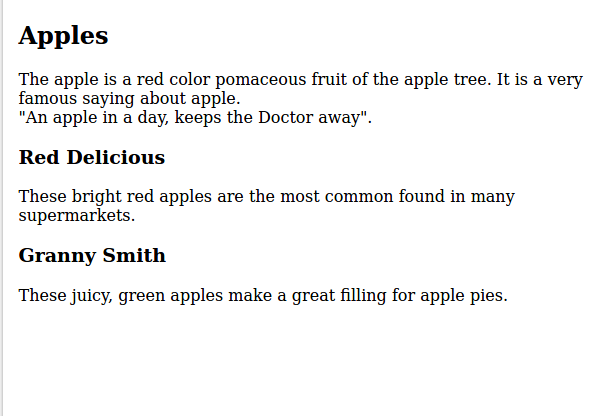 Apples
The apple is a red color pomaceous fruit of the apple tree. It is a very
famous saying about apple.
"An apple in a day, keeps the Doctor away".
Red Delicious
These bright red apples are the most common found in many
supermarkets.
Granny Smith
These juicy, green apples make a great filling for apple pies.